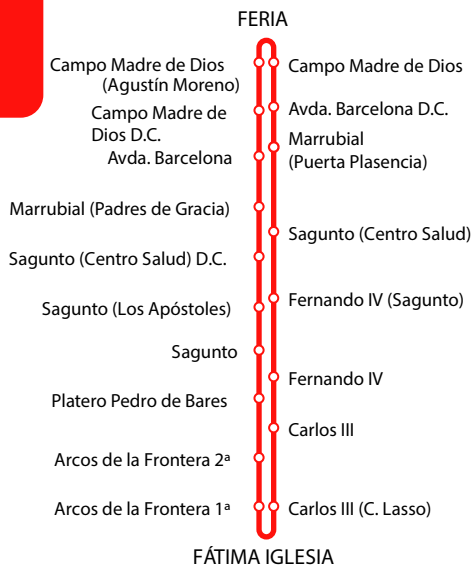 FERIA
Campo Madre de Dios
(Agustín Moreno)
Campo Madre de
Dios D.C.
Avda. Barcelona
Marrubial (Padres de Gracia)
Sagunto (Centro Salud) D.C.
Sagunto (Los Apóstoles)
Sagunto
Platero Pedro de Bares
Arcos de la Frontera 2ª
Arcos de la Frontera 1ª
Campo Madre de Dios
Avda. Barcelona D.C.
Marrubial
(Puerta Plasencia)
Sagunto (Centro Salud)
Fernando IV (Sagunto)
Fernando IV
Carlos III
Carlos III (C. Lasso)
FÁTIMA IGLESIA